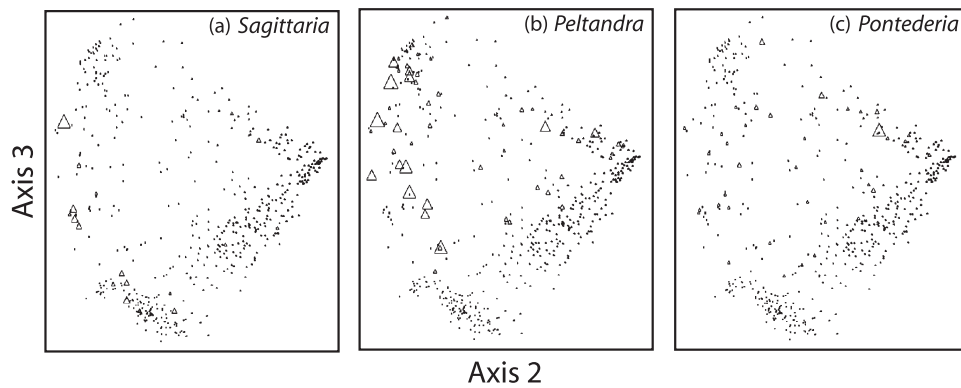 (a) Sagittaria
(b) Peltandra
(c) Pontederia
Axis 3
Axis 2